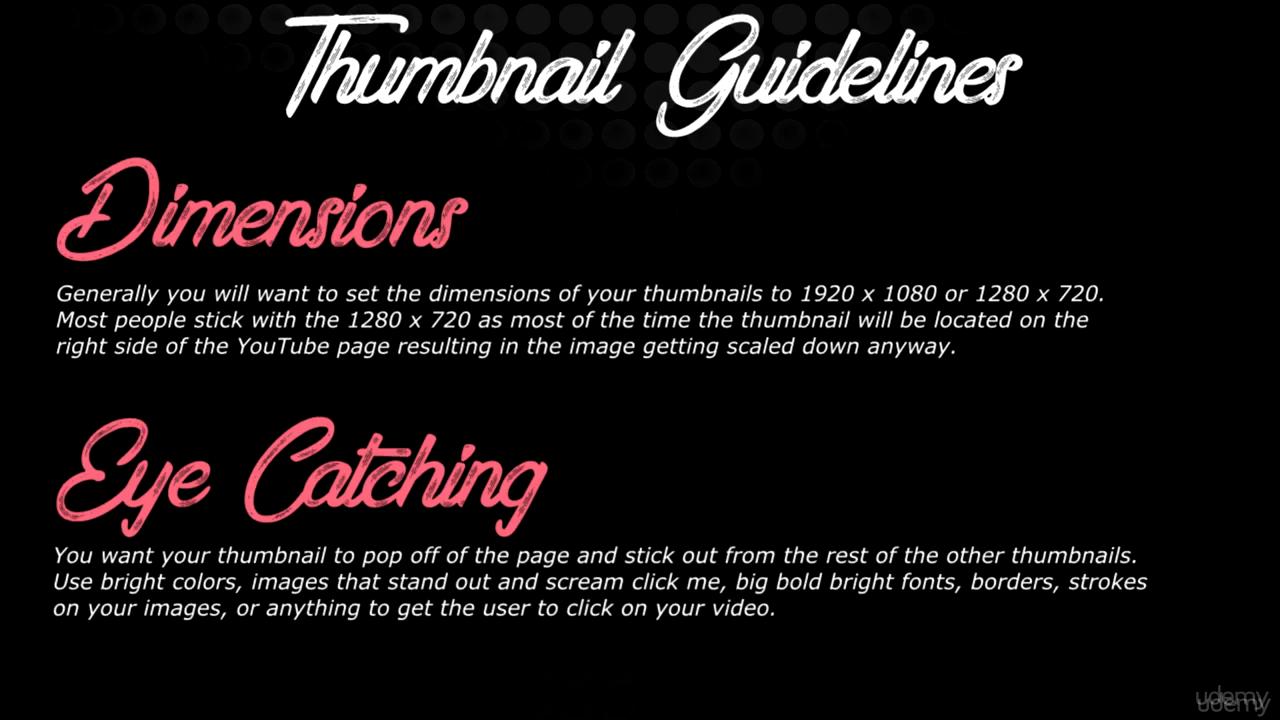 Thumbnail Guidelines
Dimensions
Generally you will want to set the dimensions of your thumbnails to 1920 x 1080 or 1280 x 720.
Most people stick with the 1280 x 720 as most of the time the thumbnail will be located on the
right side of the YouTube page resulting in the image getting scaled down anyway.
Eye Catching
You want your thumbnail to pop off of the page and stick out from the rest of the other thumbnails.
Use bright colors, images that stand out and scream click me, big bold bright fonts, borders, strokes
on your images, or anything to get the user to click on your video.
udemy
udemy